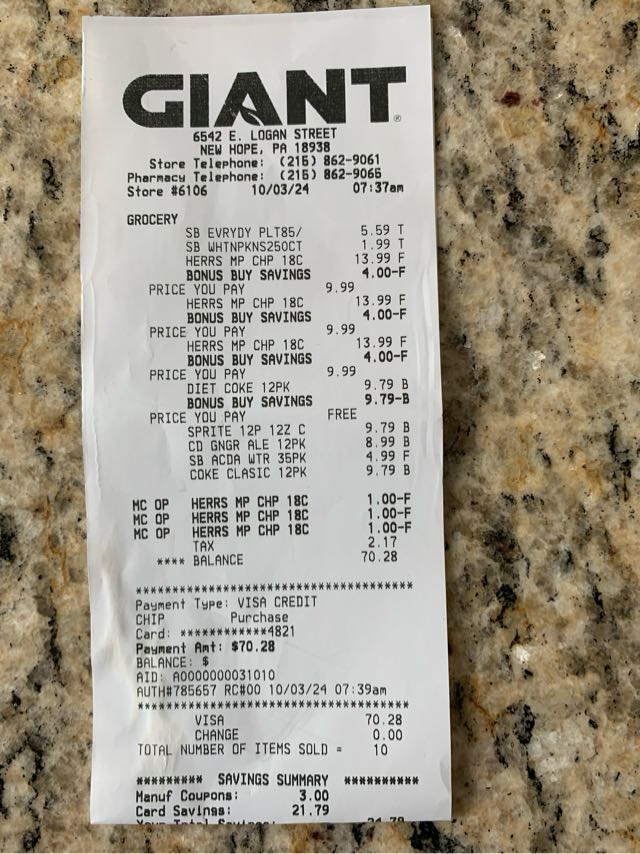 GIANT®
6542 E. LOGAN STREET
NEW HOPE, PA 18938
Store Telephone: (215) 862-9061
Pharmacy Telephone: (215) 862-9065
Store #6106 10/03/24 07:37am
GROCERY
SB EVRYDY PLT85/ 5.59 T
SB WHTNPKNS250CT 1.99 T
HERRS MP CHP 18C 13.99 F
BONUS BUY SAVINGS 4.00-F
PRICE YOU PAY 9.99
HERRS MP CHP 18C 13.99 F
BONUS BUY SAVINGS 4.00-F
PRICE YOU PAY 9.99
HERRS MP CHP 18C 13.99 F
BONUS BUY SAVINGS 4.00-F
PRICE YOU PAY 9.99
DIET COKE 12PK 9.79 B
BONUS BUY SAVINGS 9.79-B
PRICE YOU PAY FREE
SPRITE 12P 12Z C 9.79 B
CD GNGR ALE 12PK 8.99 B
SB ACDA WTR 35PK 4.99 F
COKE CLASIC 12PK 9.79 B
MC OP HERRS MP CHP 18C 1.00-F
MC OP HERRS MP CHP 18C 1.00-F
MC OP HERRS MP CHP 18C 1.00-F
TAX 2.17
**** BALANCE 70.28
****************************************
Payment Type: VISA CREDIT
CHIP Purchase
Card: ************4821
Payment Amt: $70.28
BALANCE: $
AID: A0000000031010
AUTH#785657 RC#00 10/03/24 07:39am
****************************************
VISA 70.28
CHANGE 0.00
TOTAL NUMBER OF ITEMS SOLD = 10
********* SAVINGS SUMMARY **********
Manuf Coupons: 3.00
Card Savings: 21.79
Your Total Savings: